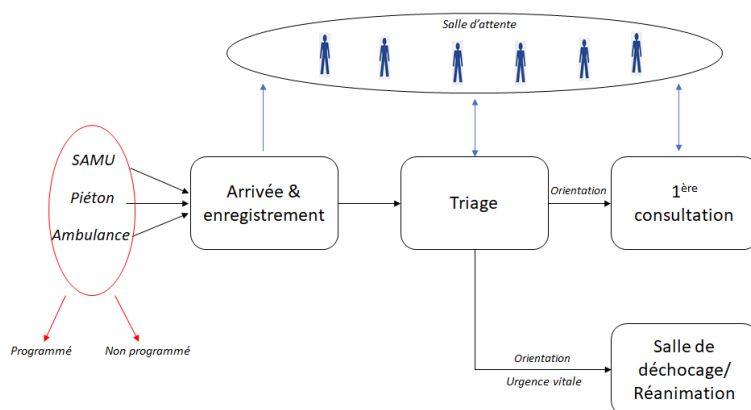 Salle d'attente
SAMU
Piéton
Ambulance
Arrivée &
enregistrement
Triage
Orientation
1ère
consultation
Programmé
Non programmé
Orientation
Urgence vitale
Salle de
déchocage/
Réanimation